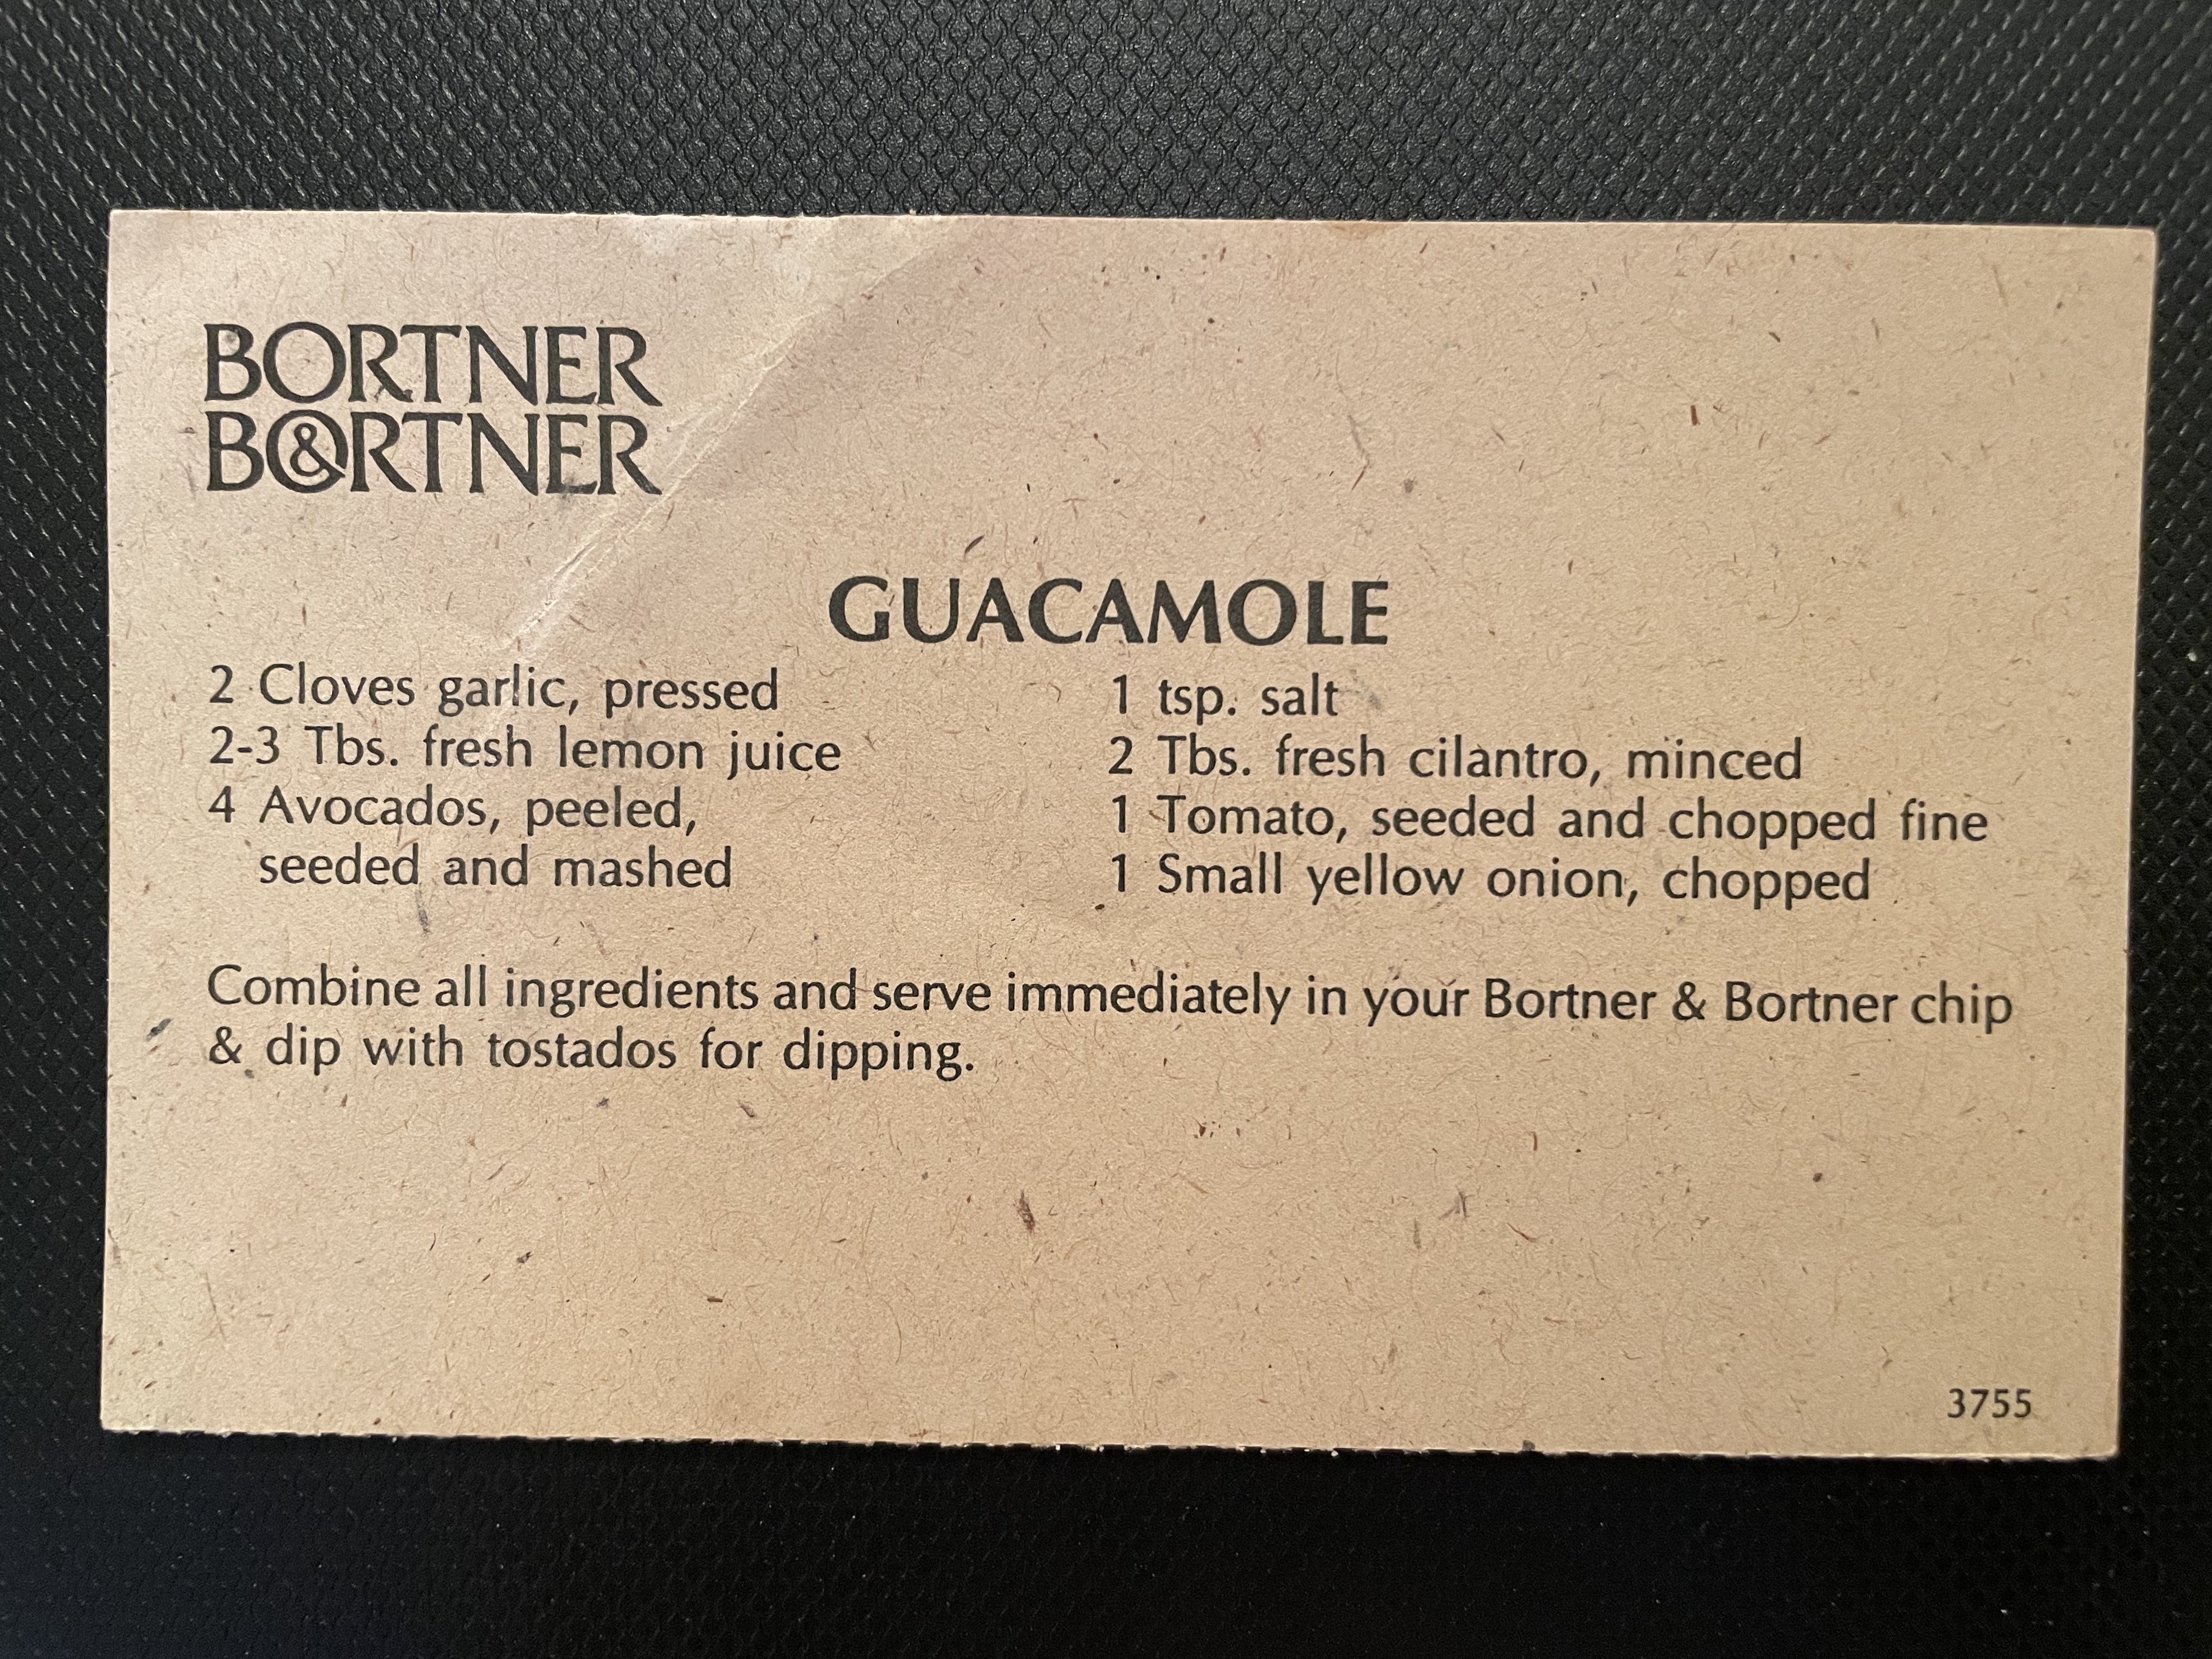 BORTNER
& BORTNER
GUACAMOLE
2 Cloves garlic, pressed
2-3 Tbs. fresh lemon juice
4 Avocados, peeled,
seeded and mashed
1 tsp. salt
2 Tbs. fresh cilantro, minced
1 Tomato, seeded and chopped fine
1 Small yellow onion, chopped
Combine all ingredients and serve immediately in your Bortner & Bortner chip
& dip with tostados for dipping.
3755